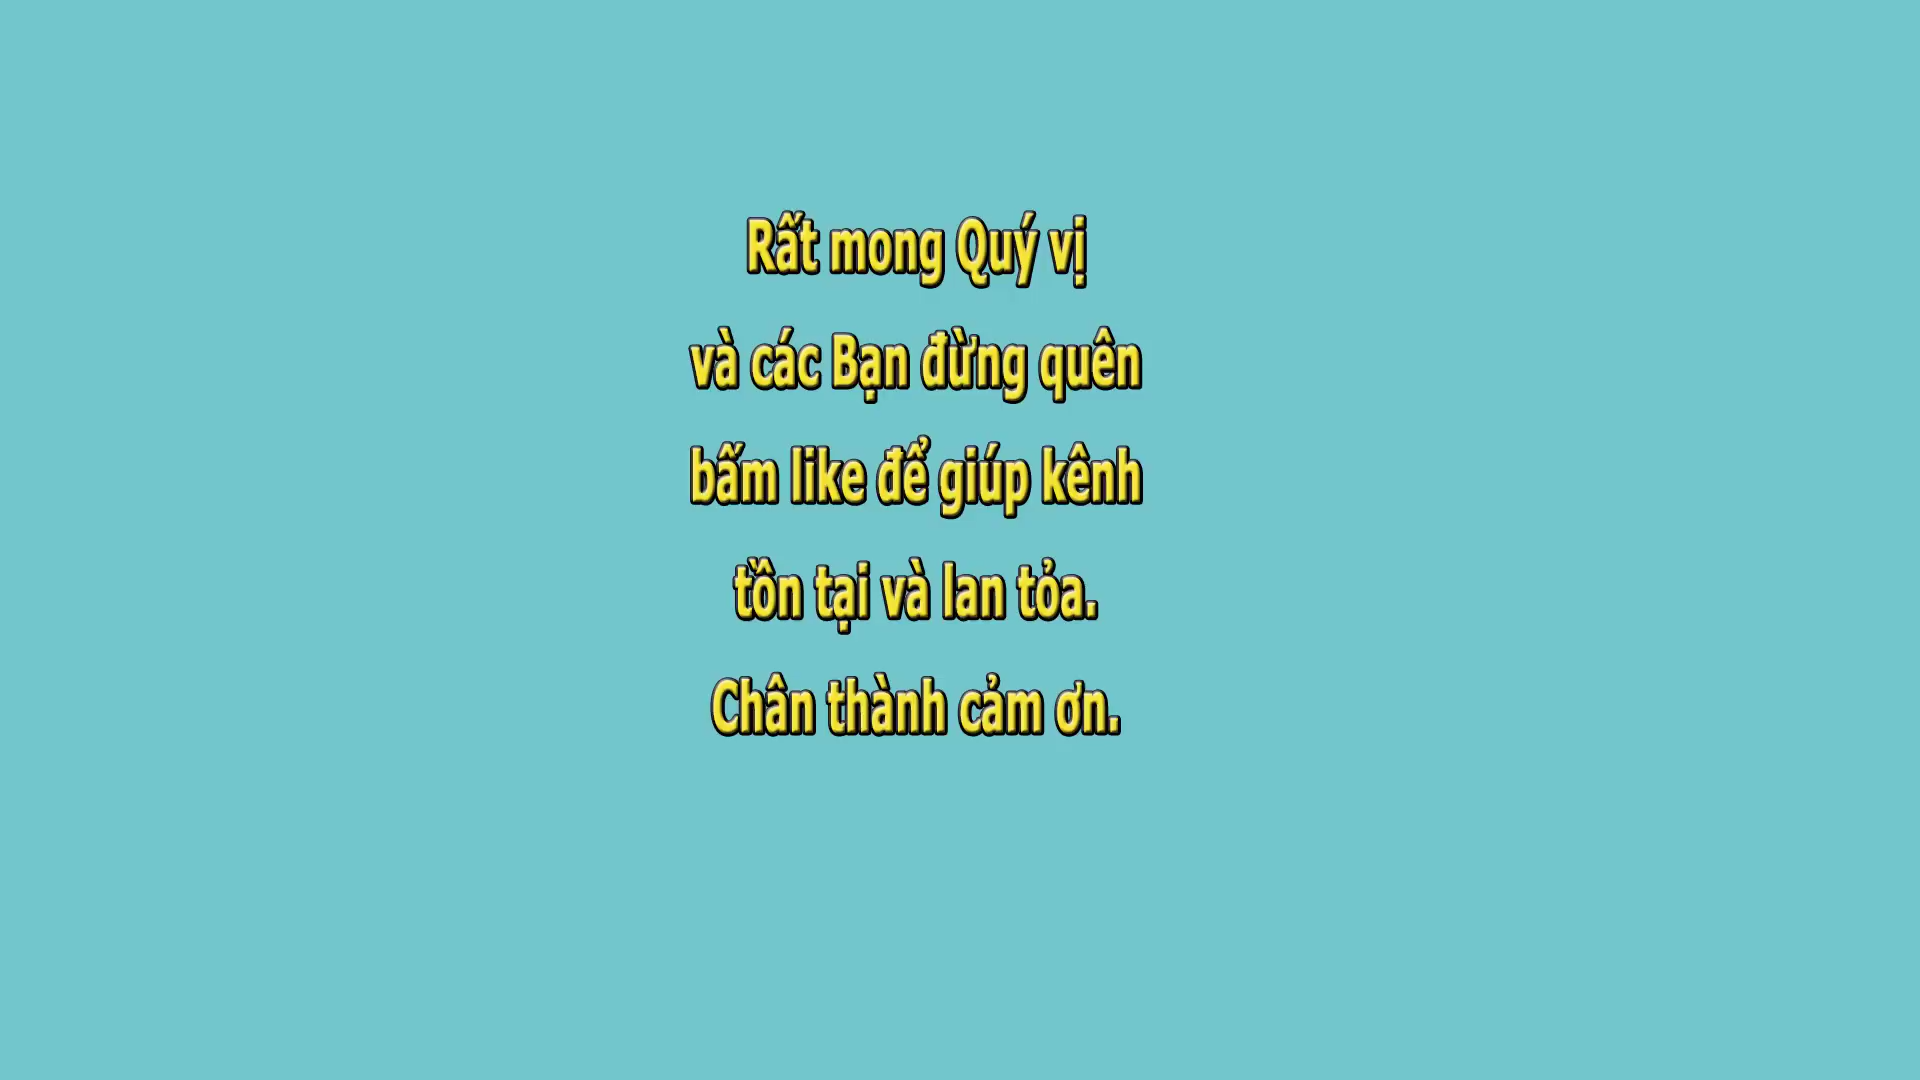 Rất mong Quý vị
và các Bạn đừng quên
bấm like để giúp kênh
tồn tại và lan tỏa.
Chân thành cảm ơn.